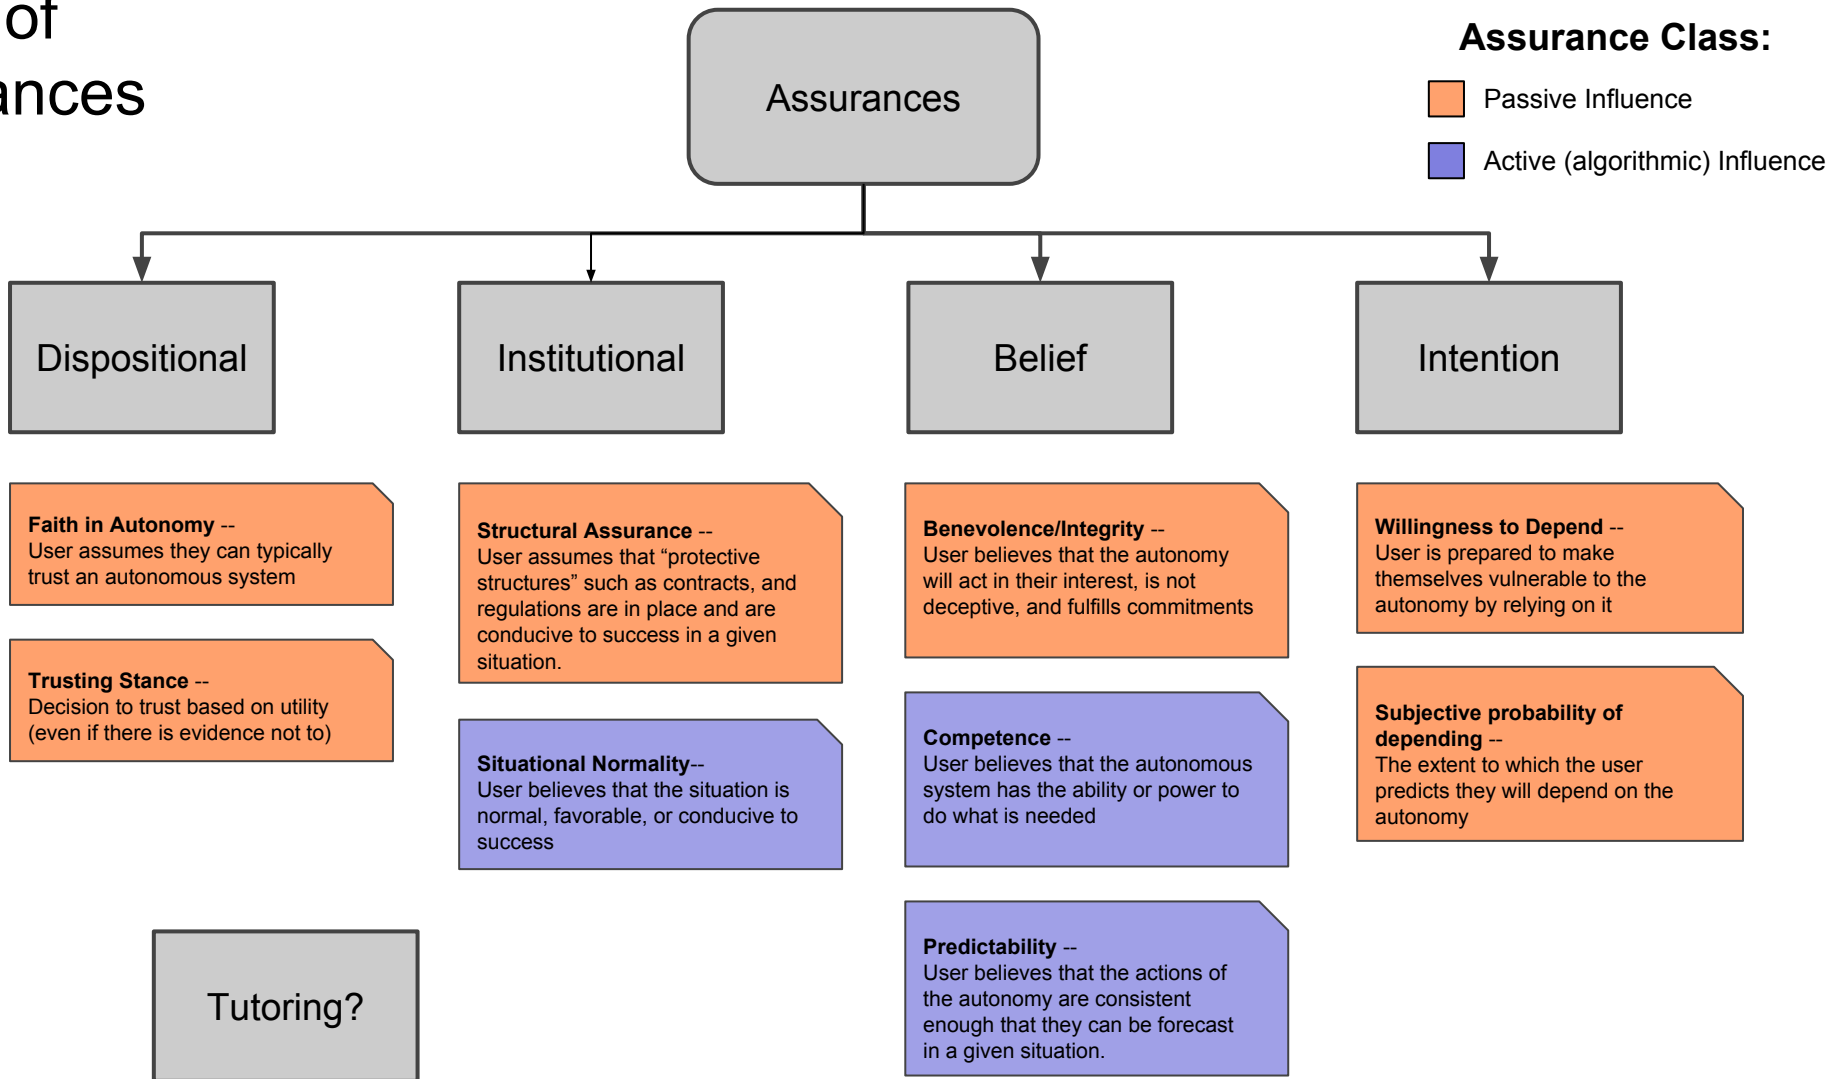 of
ances
Assurances
Assurance Class:
Passive Influence
Active (algorithmic) Influence
Dispositional
Institutional
Belief
Intention
Faith in Autonomy --
User assumes they can typically
trust an autonomous system
Trusting Stance --
Decision to trust based on utility
(even if there is evidence not to)
Structural Assurance --
User assumes that “protective
structures” such as contracts, and
regulations are in place and are
conducive to success in a given
situation.
Situational Normality--
User believes that the situation is
normal, favorable, or conducive to
success
Benevolence/Integrity --
User believes that the autonomy
will act in their interest, is not
deceptive, and fulfills commitments
Competence --
User believes that the autonomous
system has the ability or power to
do what is needed
Predictability --
User believes that the actions of
the autonomy are consistent
enough that they can be forecast
in a given situation.
Willingness to Depend --
User is prepared to make
themselves vulnerable to the
autonomy by relying on it
Subjective probability of
depending --
The extent to which the user
predicts they will depend on the
autonomy
Tutoring?